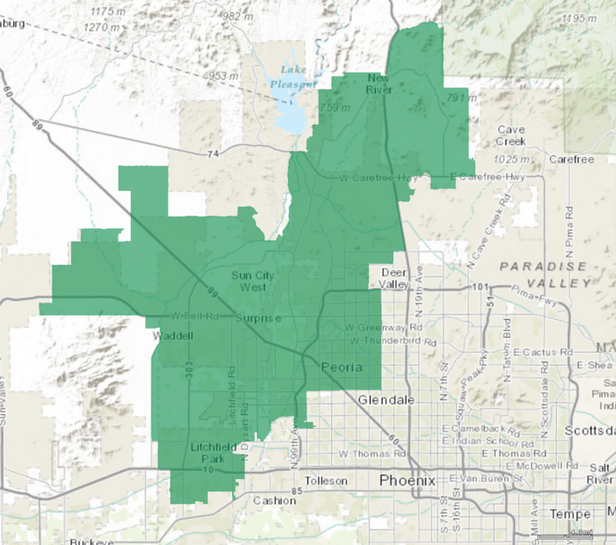 1175 m
1270 m
982 m
1195 m
burg
Lake
Pleasant
953 m
New
River
759 m
791 m
60
89
74
Cave
Creek
1025 m
Carefree
W Carefree Hwy
E Carefree Hwy
N Cave Creek Rd
N Pima Rd
PARADISE
VALLEY
Deer
Valley
N 19th Ave
101
51
Pima Fwy
Sun City
West
89
W Bell Rd
Surprise
Waddell
W Greenway Rd
W Thunderbird Rd
303
Litchfield Rd
N Dysart Rd
Peoria
Glendale
N 7th St
Squaw Peak Pky
N Tatum Blvd
E Cactus Rd
E Shea
N Scottsdale Rd
Sa
Pima
Indi
MA
Scottsda
E Camelback Rd
E Indian School Rd
E Thomas Rd
E McDowell Rd
Salt
River
N 99th Ave
60
W Thomas Rd
Litchfield
Park
10
Tolleson
Phoenix
E Van Buren St
Cashion
85
S 7th St
S 16th St
Mill Ave
Tempe
M
Sun Valley
Buckeye